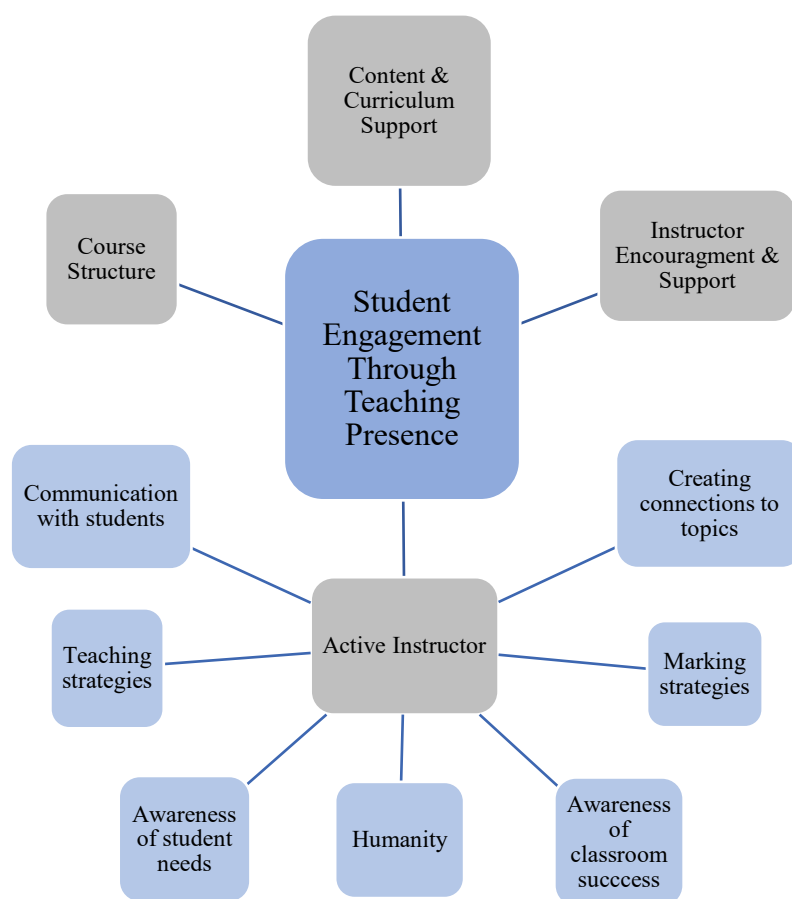 Content &
Curriculum
Support
Course
Structure
Instructor
Encouragment &
Support
Student
Engagement
Through
Teaching
Presence
Communication
with students
Creating
connections to
topics
Active Instructor
Teaching
strategies
Marking
strategies
Awareness
of student
needs
Humanity
Awareness
of
classroom
succcess